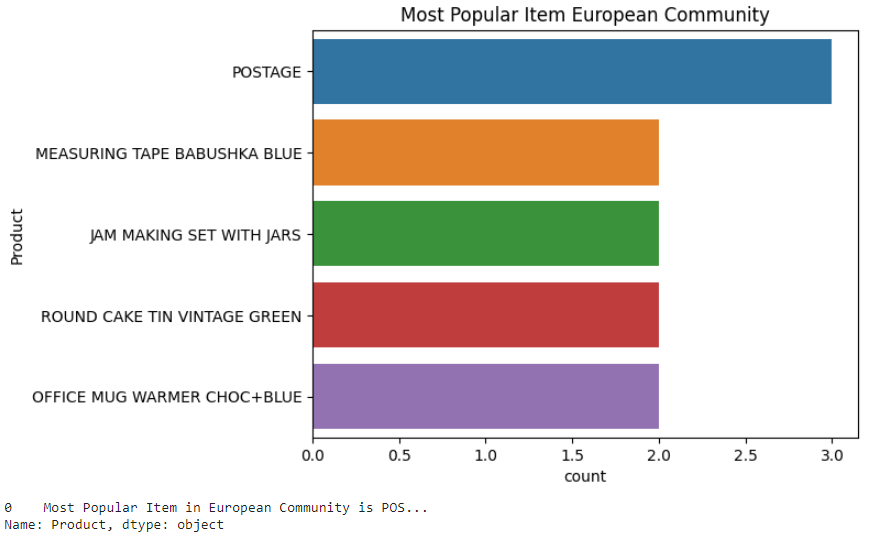 Most Popular Item European Community
POSTAGE
MEASURING TAPE BABUSHKA BLUE
JAM MAKING SET WITH JARS
ROUND CAKE TIN VINTAGE GREEN
OFFICE MUG WARMER CHOC+BLUE
Product
0.0 0.5 1.0 1.5 2.0 2.5 3.0
count
0 Most Popular Item in European Community is POS...
Name: Product, dtype: object